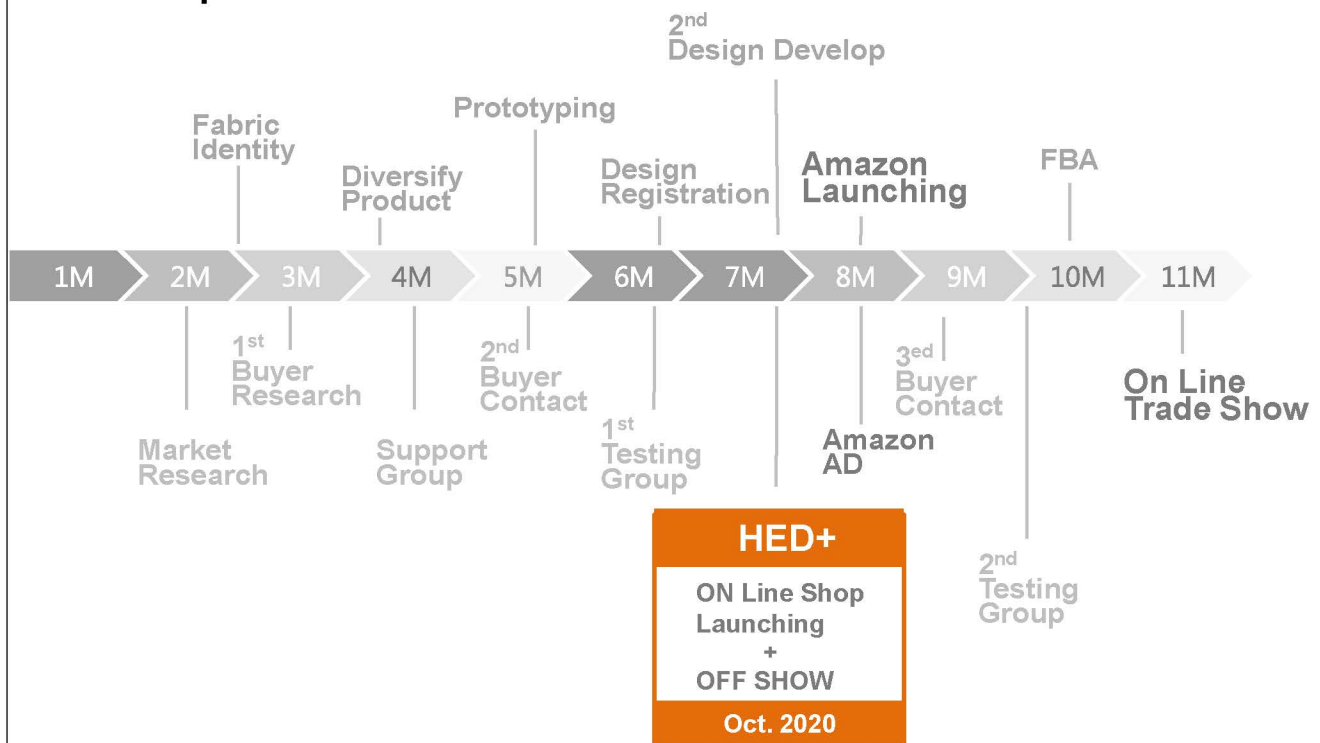 2nd
Design Develop
Prototyping
Fabric
Identity
Diversify
Product
Design
Registration
Amazon
Launching
FBA
1M 2M 3M 4M 5M 6M 7M 8M 9M 10M 11M
1st
Buyer
Research
2nd
Buyer
Contact
3ed
Buyer
Contact
On Line
Trade Show
Market
Research
Support
Group
1st
Testing
Group
Amazon
AD
HED+
ON Line Shop
Launching
+
OFF SHOW
Oct. 2020
2nd
Testing
Group